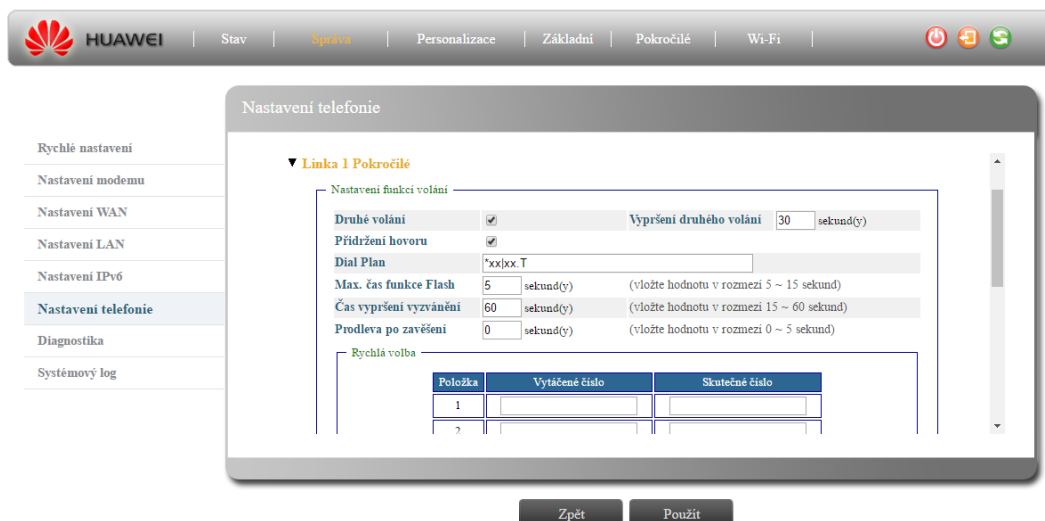 HUAWEI | Stav | Správa | Personalizace | Základní | Pokročilé | Wi-Fi |
Nastavení telefonie
Rychlé nastavení
Nastavení modemu
Nastavení WAN
Nastavení LAN
Nastavení IPv6
Nastavení telefonie
Diagnostika
Systémový log
▼ Linka 1 Pokročilé
Nastavení funkcí volání
Druhé volání Vypršení druhého volání 30 sekund(y)
Přidržení hovoru
Dial Plan *xx|xx.T
Max. čas funkce Flash 5 sekund(y) (vložte hodnotu v rozmezí 5 ~ 15 sekund)
Čas vypršení vyzvánění 60 sekund(y) (vložte hodnotu v rozmezí 15 ~ 60 sekund)
Prodleva po zavěšení 0 sekund(y) (vložte hodnotu v rozmezí 0 ~ 5 sekund)
Rychlá volba
Položka Vytáčené číslo Skutečné číslo
1
2
Zpět Použít